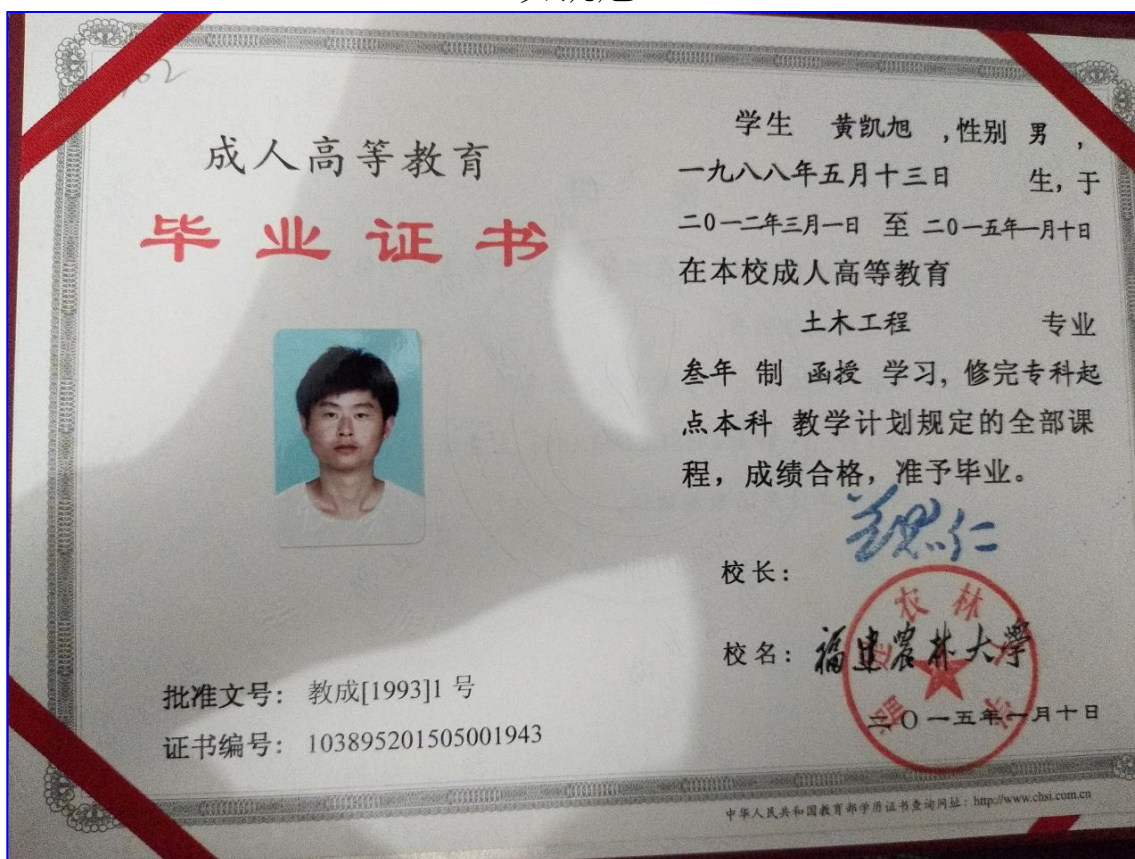 成人高等教育
毕业证书
批准文号: 教成[1993]1 号
证书编号: 103895201505001943
学生 黄凯旭 ,性别 男 ,
一九八八年五月十三日 生, 于
二0一二年三月一日 至 二0一五年一月十日
在本校成人高等教育
土木工程 专业
叁年 制 函授 学习, 修完专科起
点本科 教学计划规定的全部课
程, 成绩合格, 准予毕业。
校长:
校名: 福建农林大学
二〇一五年一月十日
中华人民共和国教育部学历证书查询网址: http://www.chsi.com.cn